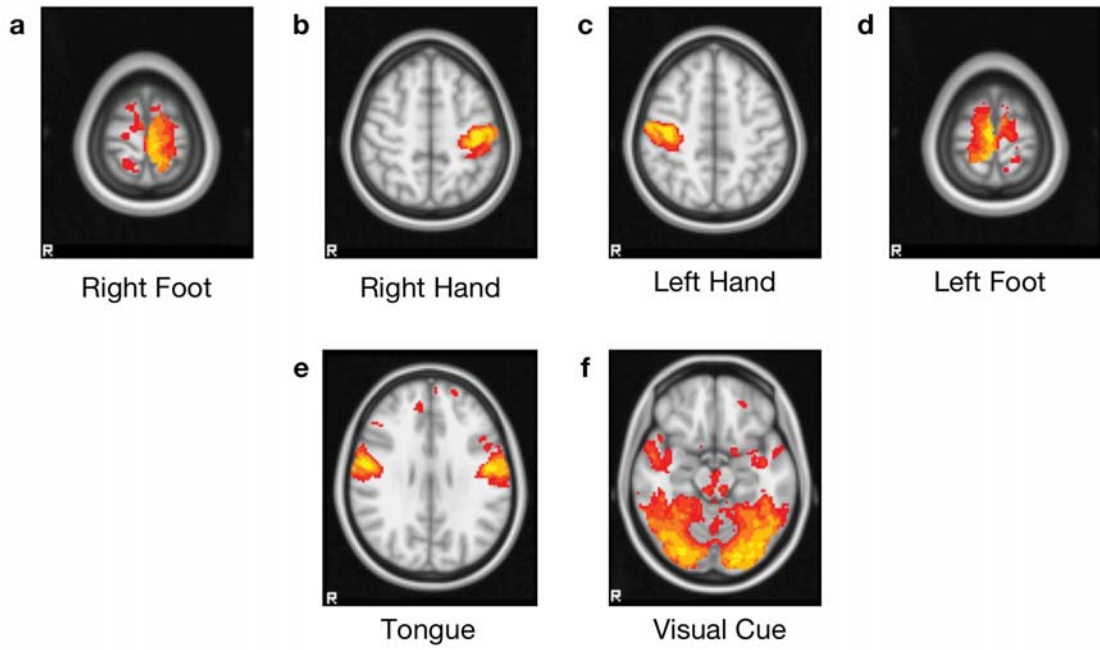 a
b
c
d
R
R
R
R
Right Foot
Right Hand
Left Hand
Left Foot
e
f
R
R
Tongue
Visual Cue